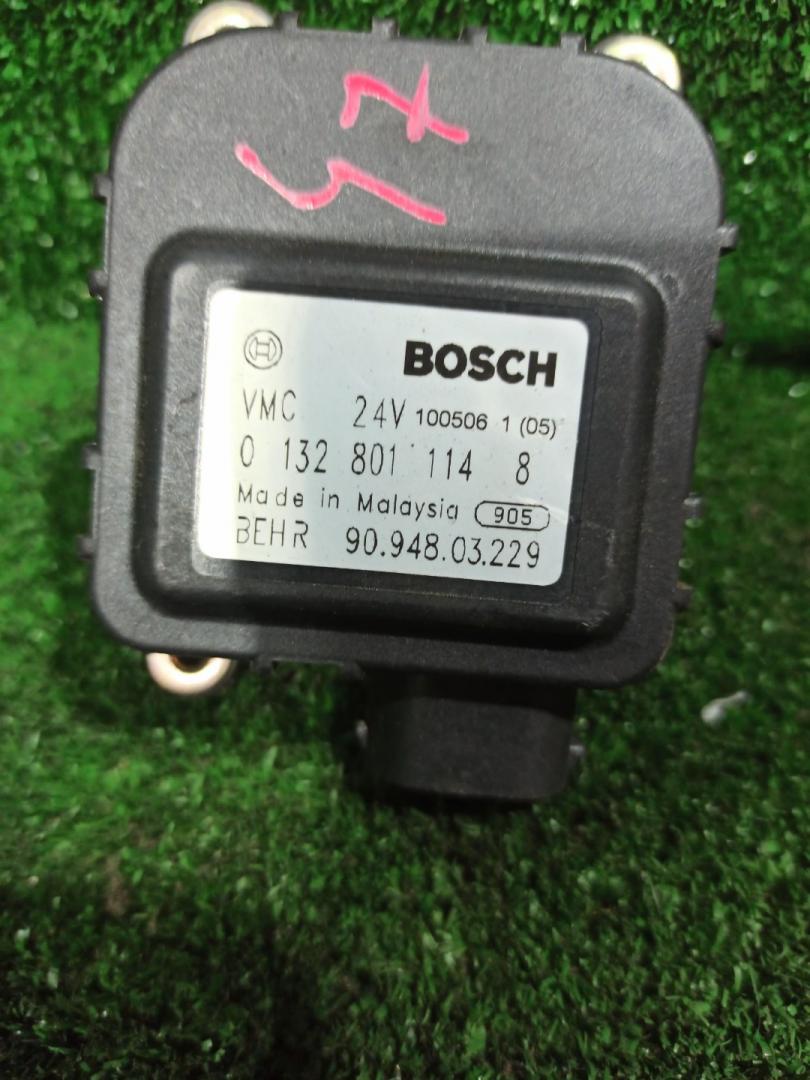 47
BOSCH
VMC 24V 100506 1 (05)
0 132 801 114 8
Made in Malaysia 905
BEHR 90.948.03.229